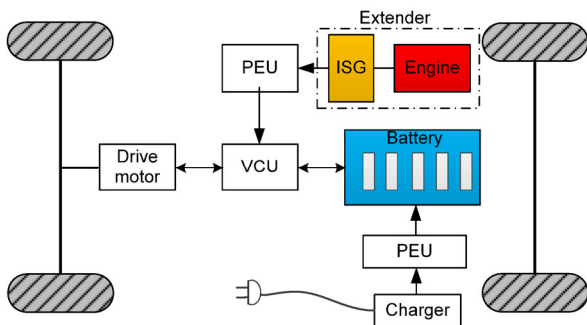 Extender
PEU
ISG
Engine
Battery
Drive
motor
VCU
PEU
Charger